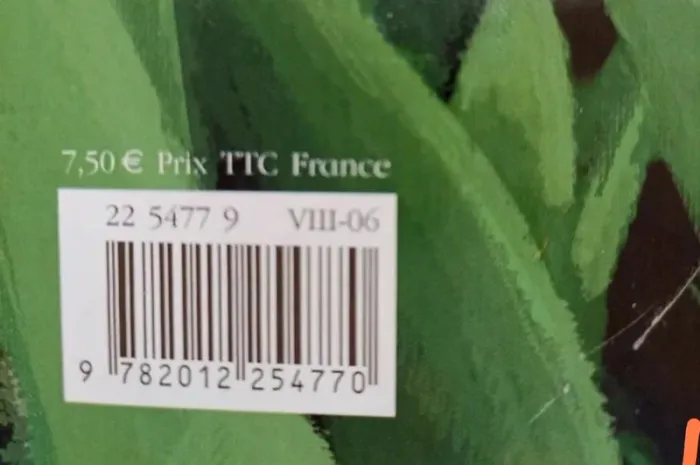 7,50 € Prix TTC France
22 5477 9 VIII-06
9 782012 254770